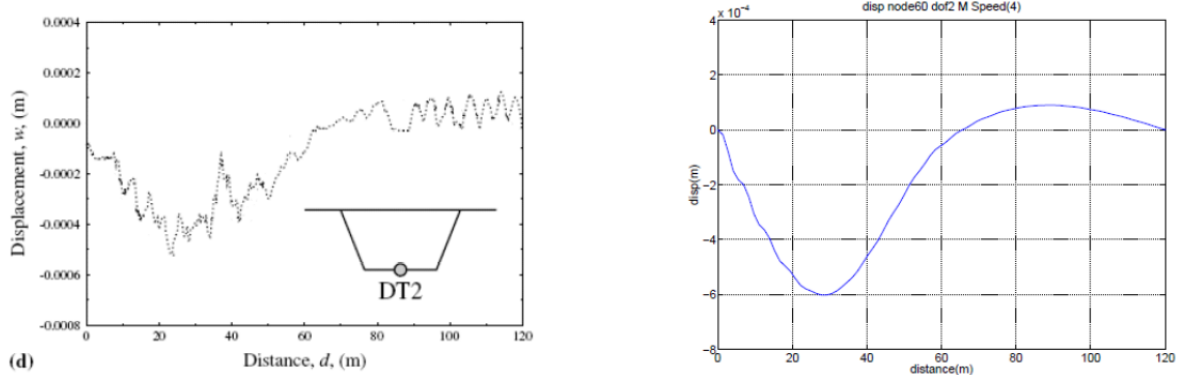 0.0004
0.0002
0.0000
-0.0002
-0.0004
-0.0006
-0.0008
Displacement, w, (m)
DT2
0 20 40 60 80 100 120
(d) Distance, d, (m)
disp node60 dof2 M Speed(4)
x 10⁻⁴
4
2
0
−2
−4
−6
−8
disp(m)
0 20 40 60 80 100 120
distance(m)